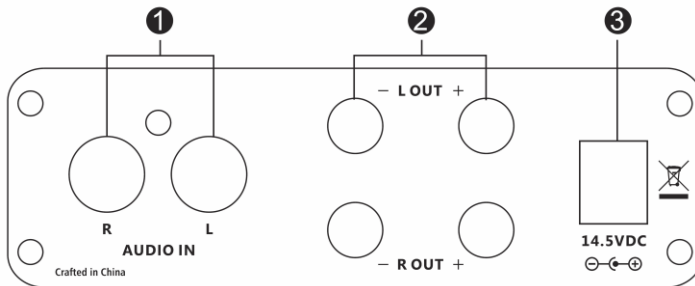 1 2 3
− L OUT +
R L
AUDIO IN
− R OUT +
14.5VDC
Crafted in China